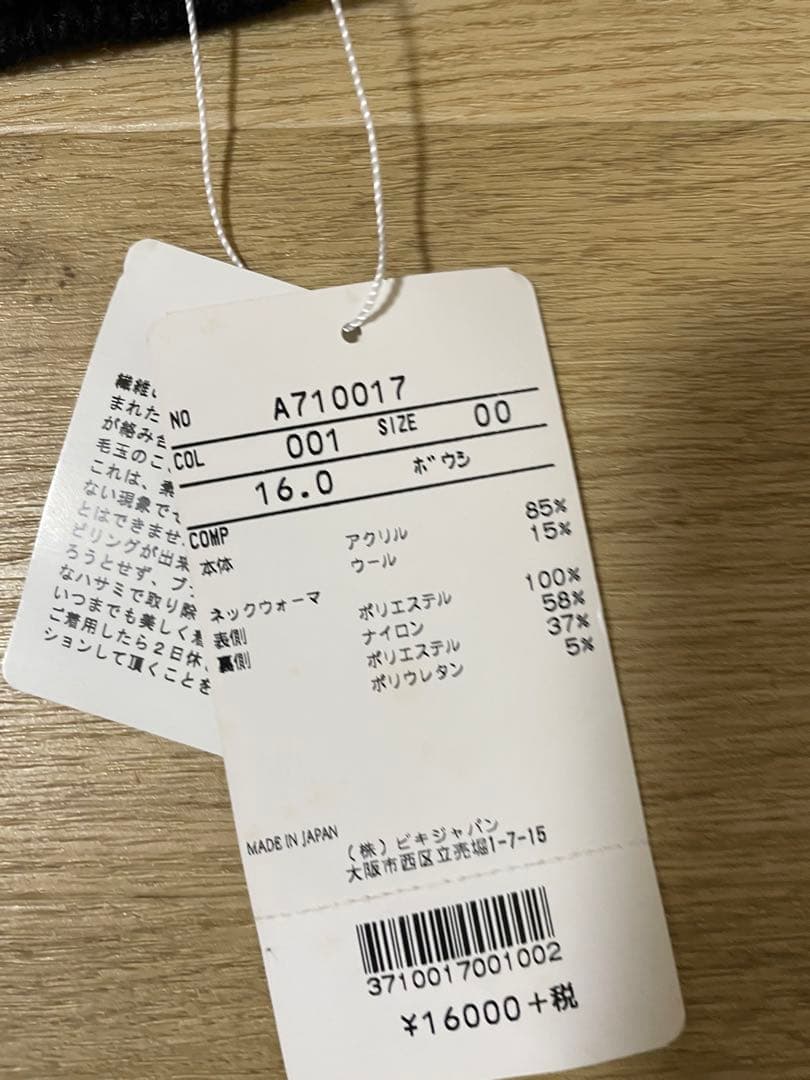 NO A710017
COL 001 SIZE 00
16.0 ボウシ
COMP
本体 アクリル 85%
ウール 15%
ネックウォーマ
表側 ポリエステル 100%
裏側 ナイロン 58%
ポリエステル 37%
ポリウレタン 5%
MADE IN JAPAN
(株)ビキジャパン
大阪市西区立売堀1-7-15
3710017001002
¥16000+税
繊維
まれた
が絡み合
毛玉のこ
これは、柔
ない現象で
とはできませ
ピリングが出来
ろうとせず、ブ
なハサミで取り除
いつまでも美しく着
ご着用したら2日休、
ションして頂くことを